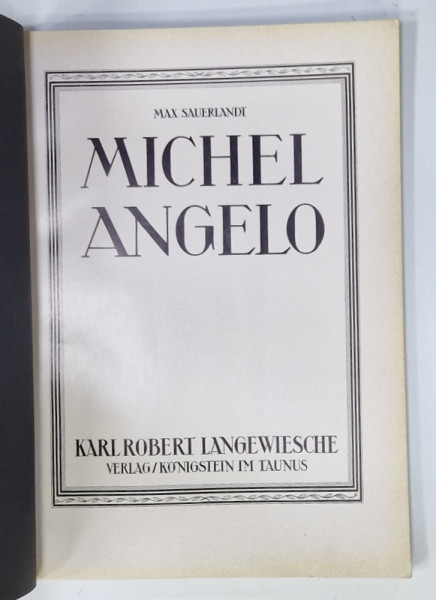 MAX SAUERLANDT
MICHEL
ANGELO
KARL ROBERT LANGEWIESCHE
VERLAG/KÖNIGSTEIN IM TAUNUS